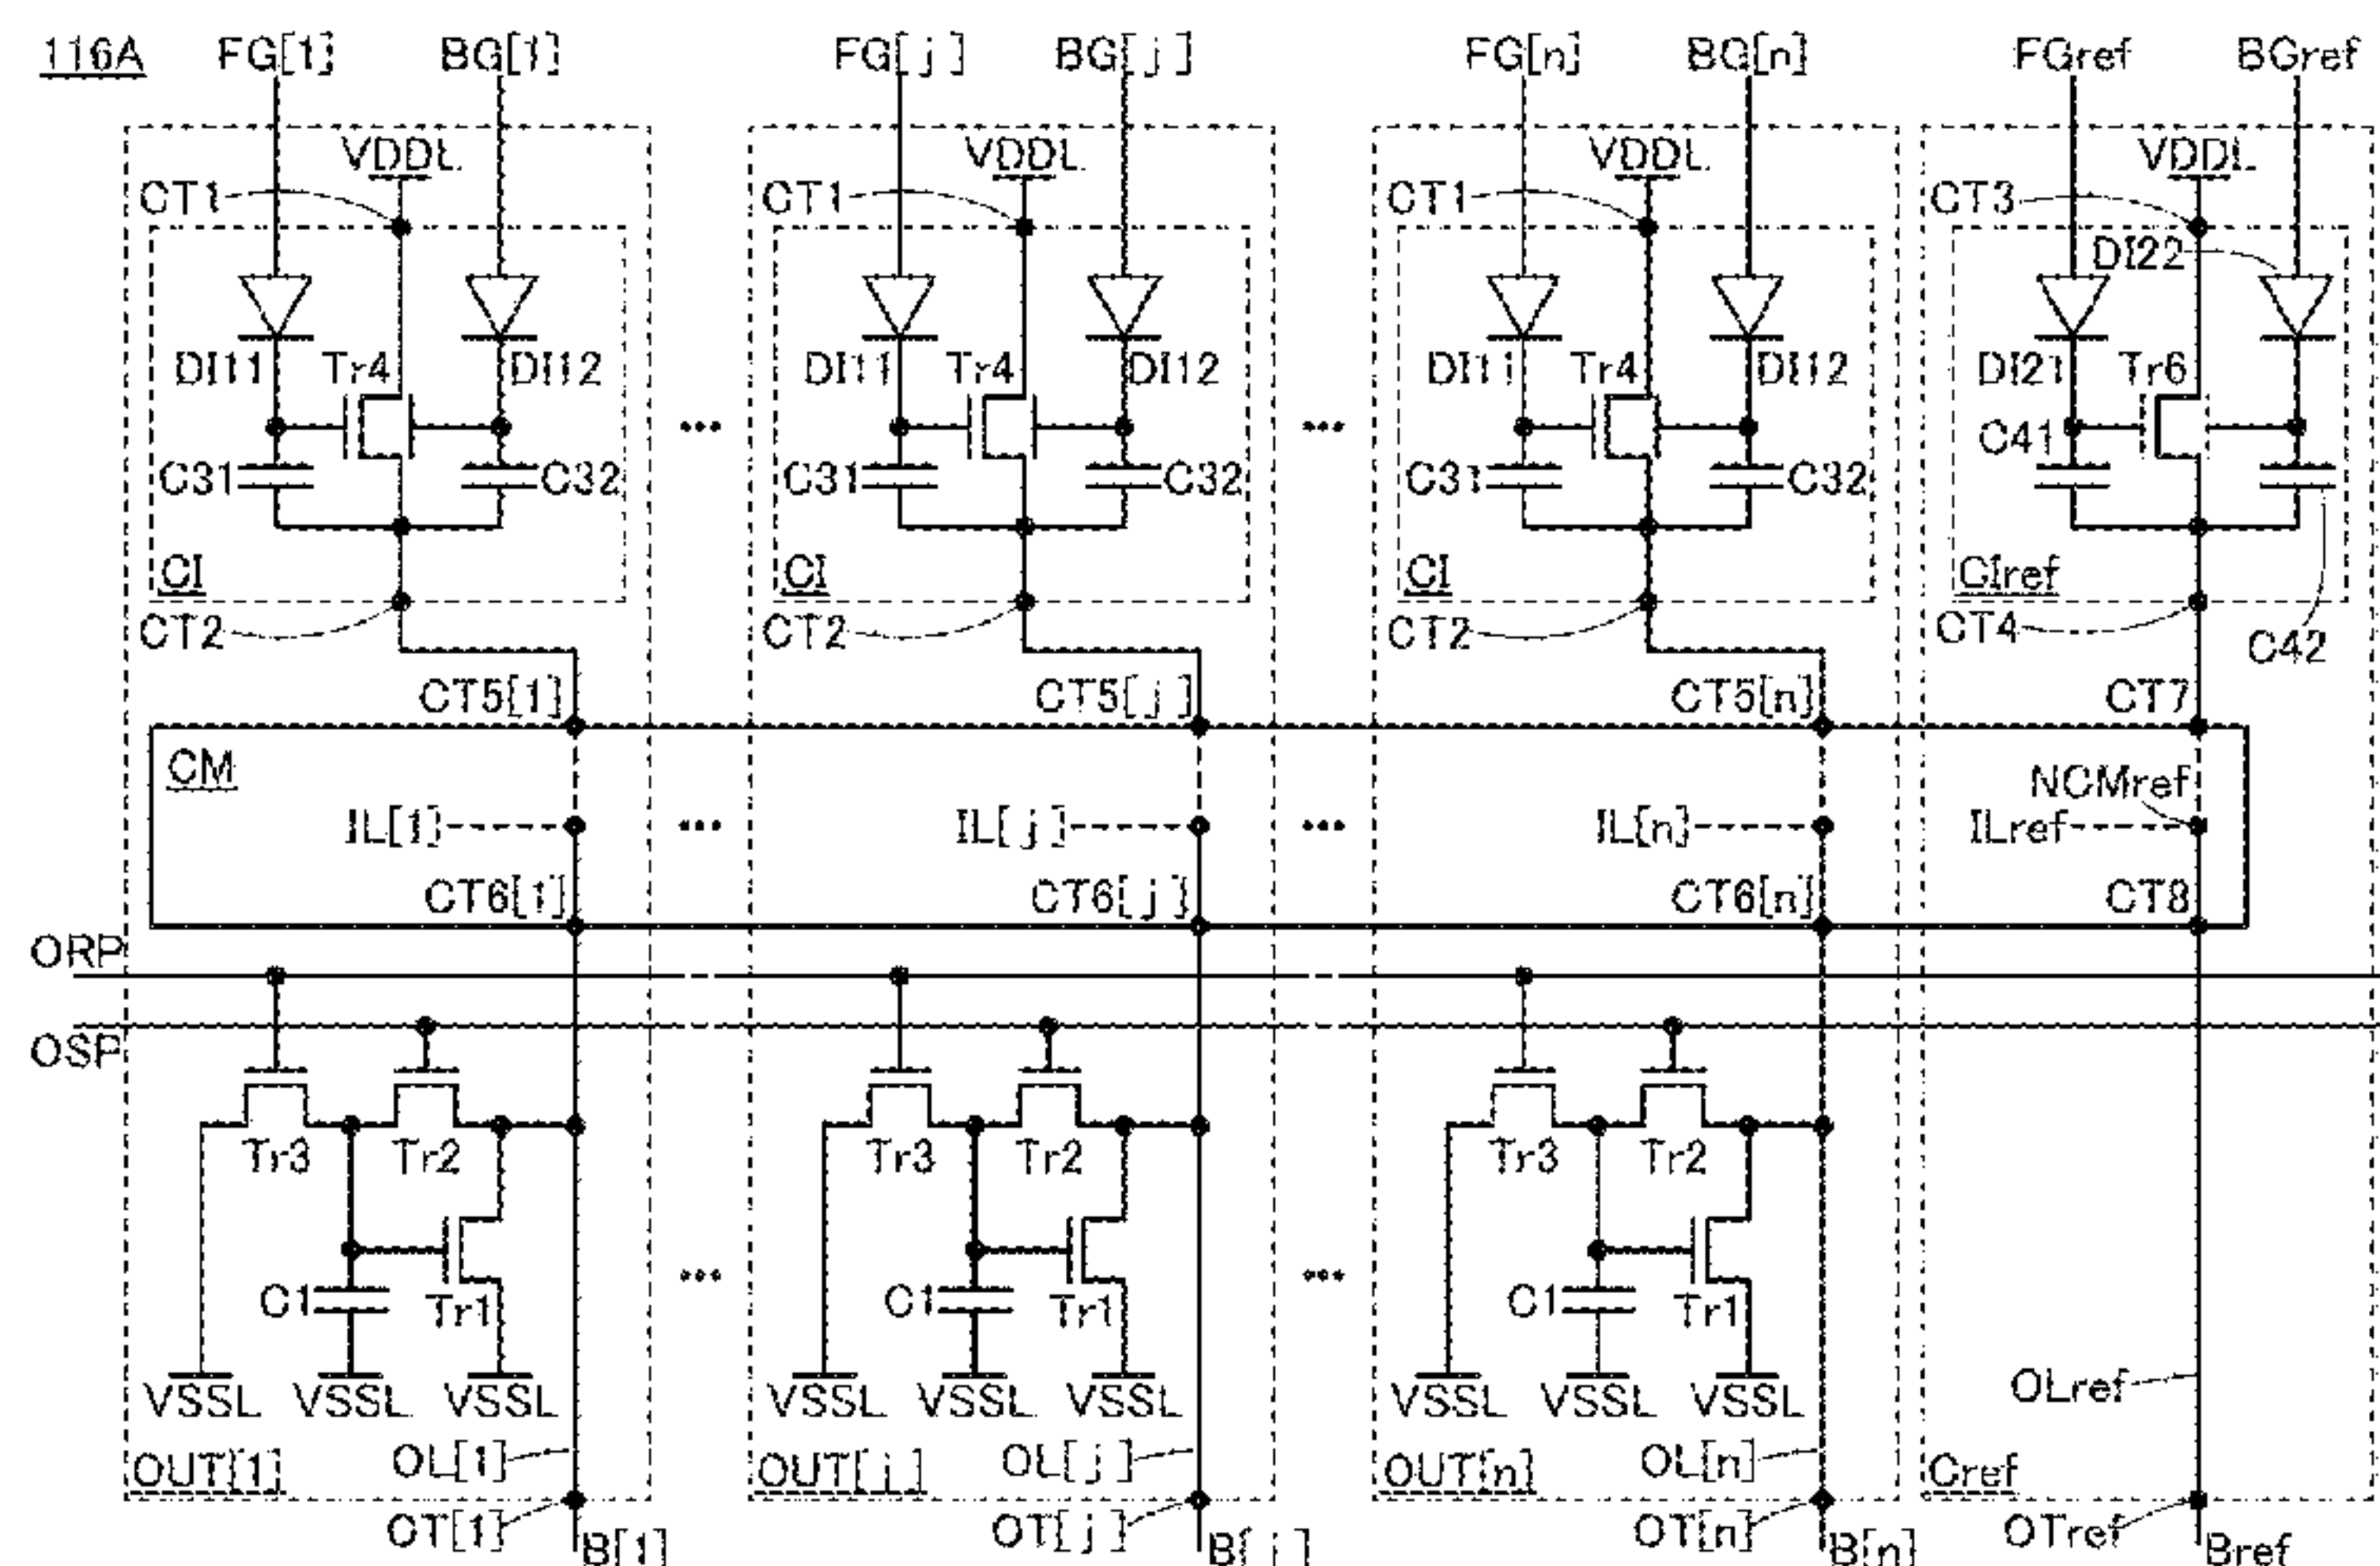 116A FG[1] BG[1] FG[j] BG[j] FG[n] BG[n] FGref BGref
VDDL VDDL VDDL VDDL
CT1 CT1 CT1 CT3
DI22
DI11 Tr4 DI12 DI11 Tr4 DI12 DI11 Tr4 DI12 DI21 Tr6
... ... C41
C31 C32 C31 C32 C31 C32
CI CI CI CIref
CT2 CT2 CT2 CT4 C42
CT5[1] CT5[j] CT5[n] CT7
CM NCMref
IL[1] ... IL[j] ... IL[n] ILref
CT6[1] CT6[j] CT6[n] CT8
ORP
OSP
Tr3 Tr2 Tr3 Tr2 Tr3 Tr2
C1 Tr1 ... C1 Tr1 ... C1 Tr1
VSSL VSSL VSSL VSSL VSSL VSSL VSSL VSSL VSSL OLref
OUT[1] OL[1] OUT[j] OL[j] OUT[n] OL[n] Cref
OT[1] B[1] OT[j] B[j] OT[n] B[n] OTref Bref